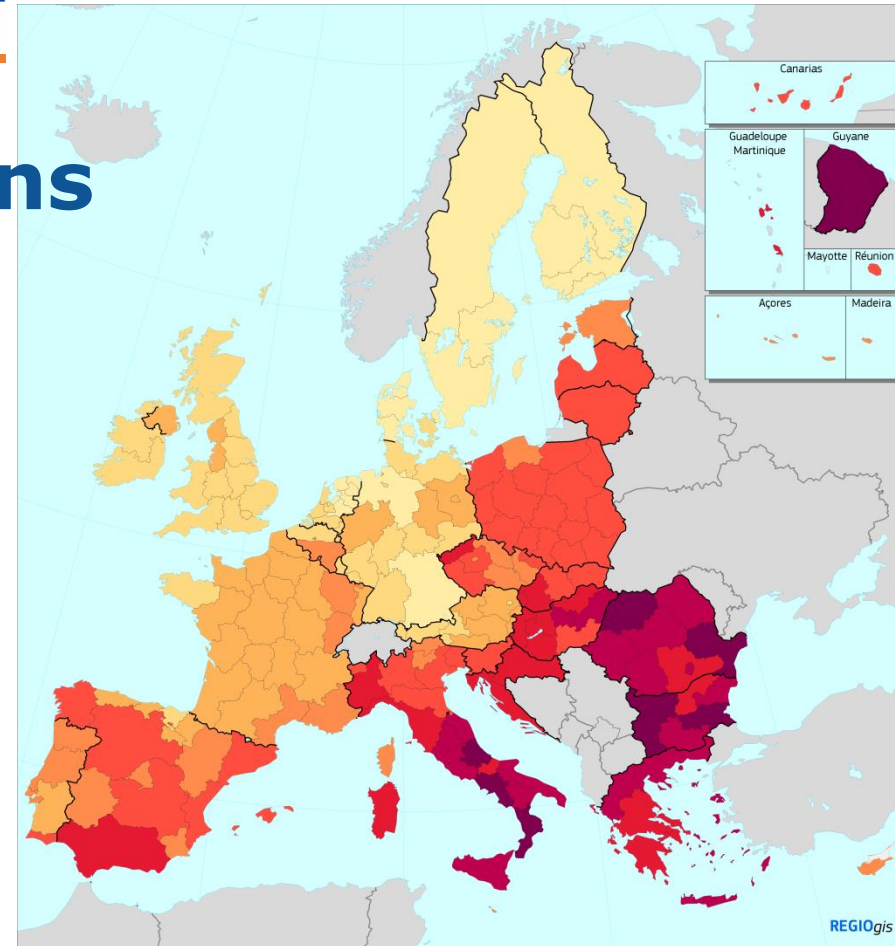 ns
Canarias
Guadeloupe
Martinique
Guyane
Mayotte
Réunion
Açores
Madeira
REGIOgis